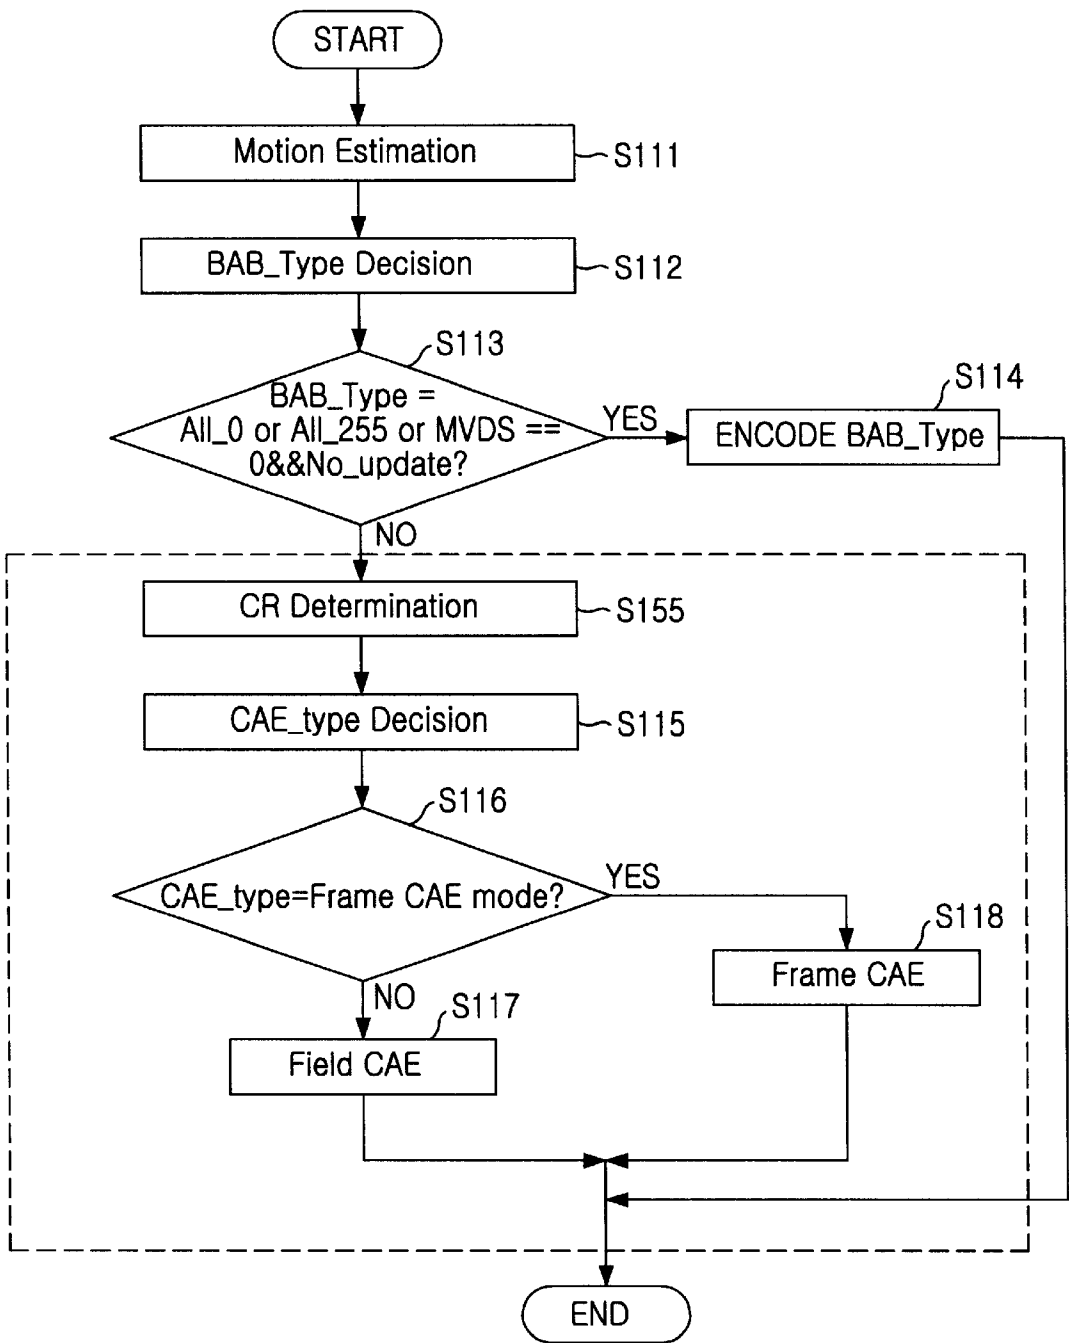 START
Motion Estimation
S111
BAB_Type Decision
S112
S113
BAB_Type =
All_0 or All_255 or MVDS ==
0&&No_update?
YES
S114
ENCODE BAB_Type
NO
CR Determination
S155
CAE_type Decision
S115
S116
CAE_type=Frame CAE mode?
YES
S118
Frame CAE
NO
S117
Field CAE
END